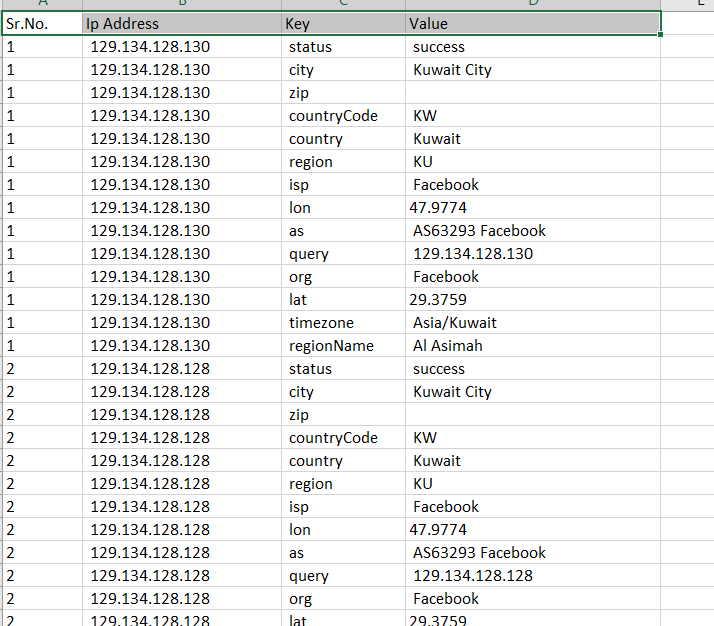 Sr.No. Ip Address Key Value
1 129.134.128.130 status success
1 129.134.128.130 city Kuwait City
1 129.134.128.130 zip
1 129.134.128.130 countryCode KW
1 129.134.128.130 country Kuwait
1 129.134.128.130 region KU
1 129.134.128.130 isp Facebook
1 129.134.128.130 lon 47.9774
1 129.134.128.130 as AS63293 Facebook
1 129.134.128.130 query 129.134.128.130
1 129.134.128.130 org Facebook
1 129.134.128.130 lat 29.3759
1 129.134.128.130 timezone Asia/Kuwait
1 129.134.128.130 regionName Al Asimah
2 129.134.128.128 status success
2 129.134.128.128 city Kuwait City
2 129.134.128.128 zip
2 129.134.128.128 countryCode KW
2 129.134.128.128 country Kuwait
2 129.134.128.128 region KU
2 129.134.128.128 isp Facebook
2 129.134.128.128 lon 47.9774
2 129.134.128.128 as AS63293 Facebook
2 129.134.128.128 query 129.134.128.128
2 129.134.128.128 org Facebook
2 129.134.128.128 lat 29.3759